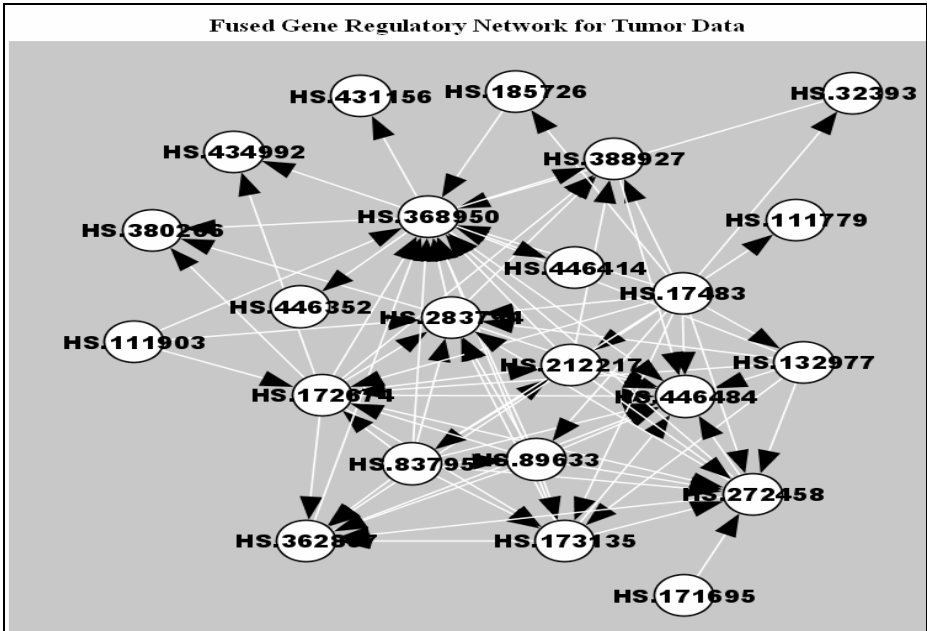 Fused Gene Regulatory Network for Tumor Data
HS.431156
HS.185726
HS.32393
HS.434992
HS.388927
HS.368950
HS.111779
HS.446414
HS.17483
HS.446352
HS.111903
HS.212217
HS.132977
HS.172674
HS.446484
HS.83795
HS.89633
HS.272458
HS.173135
HS.171695